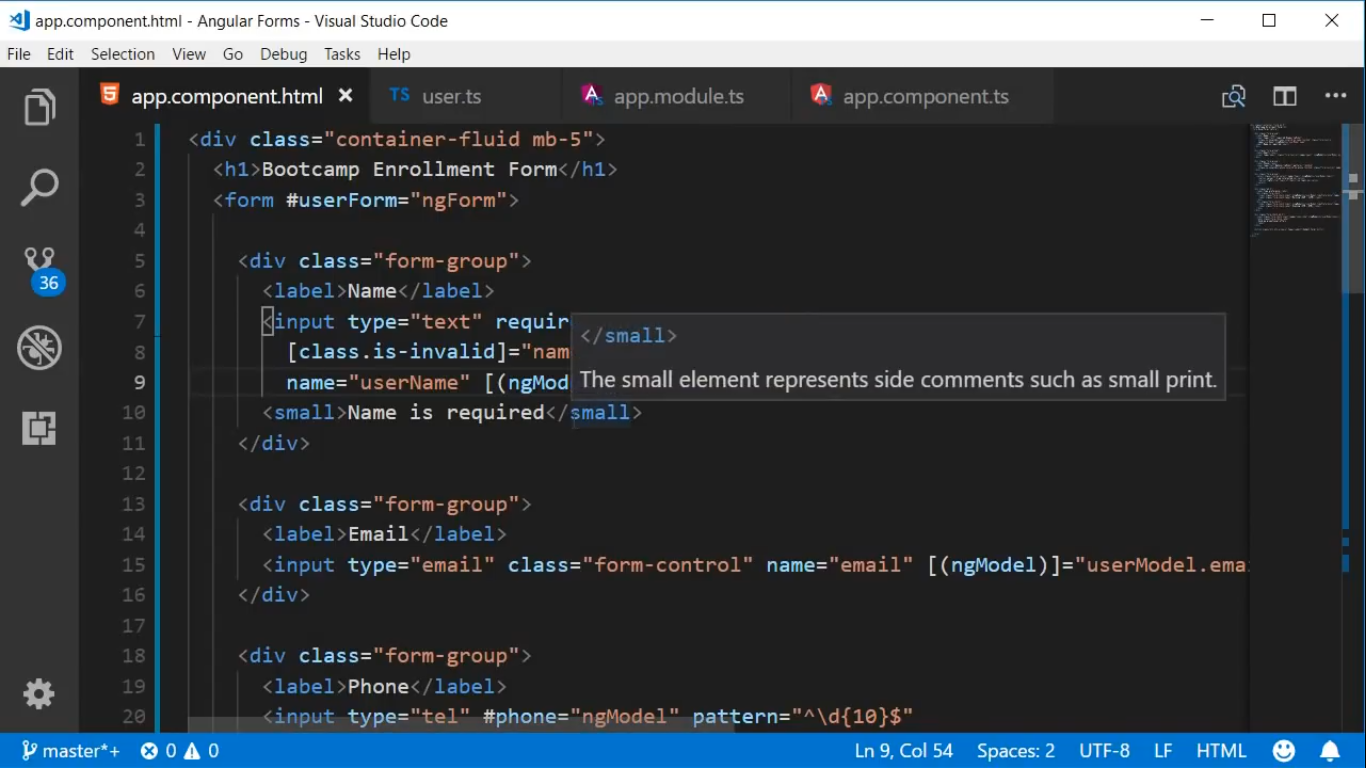 app.component.html - Angular Forms - Visual Studio Code
File Edit Selection View Go Debug Tasks Help
app.component.html TS user.ts app.module.ts app.component.ts
1 <div class="container-fluid mb-5">
2 <h1>Bootcamp Enrollment Form</h1>
3 <form #userForm="ngForm">
4
5 <div class="form-group">
6 <label>Name</label>
7 <input type="text" requir
</small>
8 [class.is-invalid]="nam
The small element represents side comments such as small print.
9 name="userName" [(ngMod
10 <small>Name is required</small>
11 </div>
12
13 <div class="form-group">
14 <label>Email</label>
15 <input type="email" class="form-control" name="email" [(ngModel)]="userModel.emai
16 </div>
17
18 <div class="form-group">
19 <label>Phone</label>
20 <input type="tel" #phone="ngModel" pattern="^\d{10}$"
36
master*+ 0 0 Ln 9, Col 54 Spaces: 2 UTF-8 LF HTML